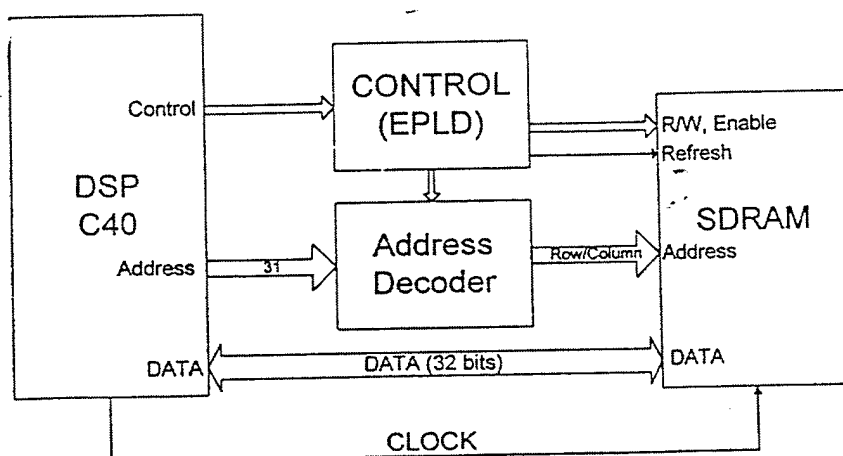 CONTROL
(EPLD)
Control
R/W, Enable
Refresh
DSP
C40
SDRAM
Address
Decoder
Address
31
Row/Column
Address
DATA
DATA (32 bits)
DATA
CLOCK